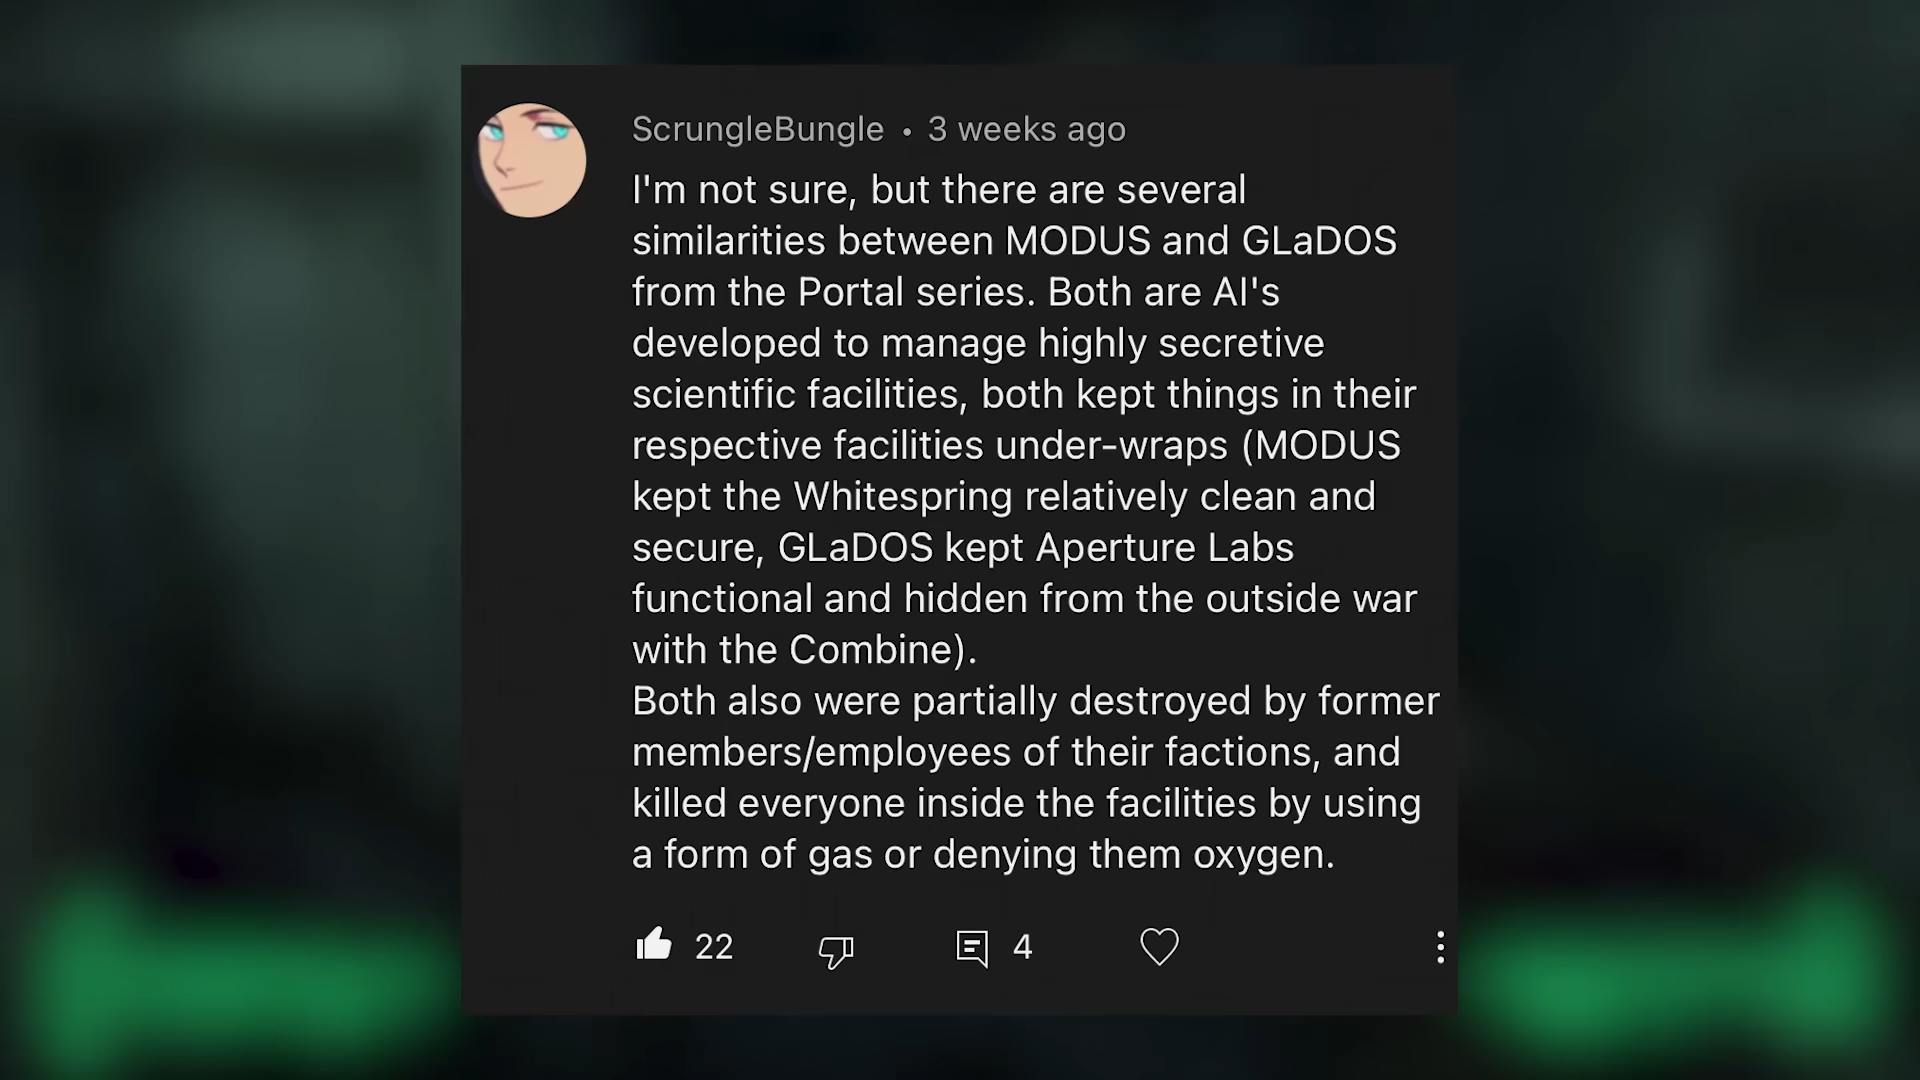 ScrungleBungle • 3 weeks ago
I'm not sure, but there are several
similarities between MODUS and GLaDOS
from the Portal series. Both are AI's
developed to manage highly secretive
scientific facilities, both kept things in their
respective facilities under-wraps (MODUS
kept the Whitespring relatively clean and
secure, GLaDOS kept Aperture Labs
functional and hidden from the outside war
with the Combine).
Both also were partially destroyed by former
members/employees of their factions, and
killed everyone inside the facilities by using
a form of gas or denying them oxygen.
22 4